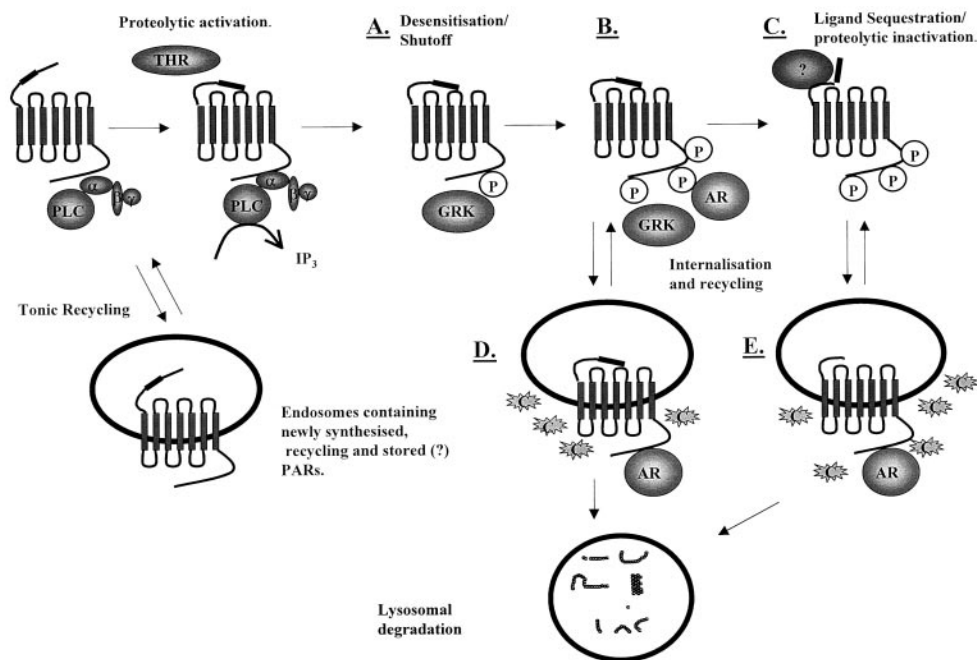 Proteolytic activation.
THR
A.
Desensitisation/
Shutoff
B.
C.
Ligand Sequestration/
proteolytic inactivation.
?
α
β
γ
PLC
α
β
γ
PLC
IP3
P
GRK
P
P
P
AR
GRK
P
P
P
Tonic Recycling
Internalisation
and recycling
Endosomes containing
newly synthesised,
recycling and stored (?)
PARs.
D.
C
C
C
C
AR
E.
C
C
C
C
C
AR
Lysosomal
degradation